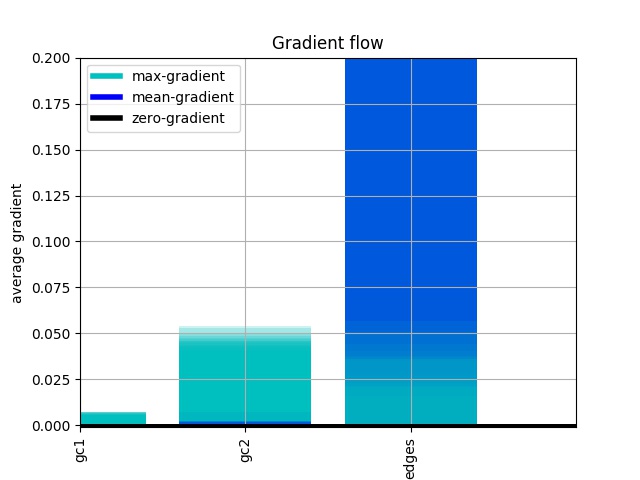 Gradient flow
max-gradient
mean-gradient
zero-gradient
average gradient
0.200
0.175
0.150
0.125
0.100
0.075
0.050
0.025
0.000
gc1
gc2
edges